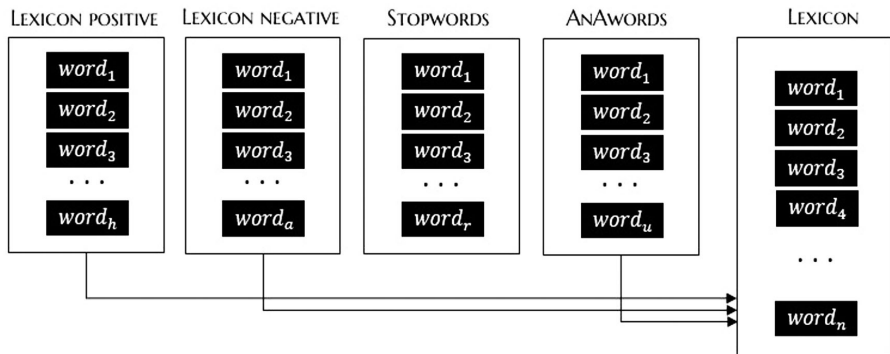 LEXICON POSITIVE
word₁
word₂
word₃
...
wordₕ
LEXICON NEGATIVE
word₁
word₂
word₃
...
wordₐ
STOPWORDS
word₁
word₂
word₃
...
wordᵣ
ANAWORDS
word₁
word₂
word₃
...
wordᵤ
LEXICON
word₁
word₂
word₃
word₄
...
wordₙ